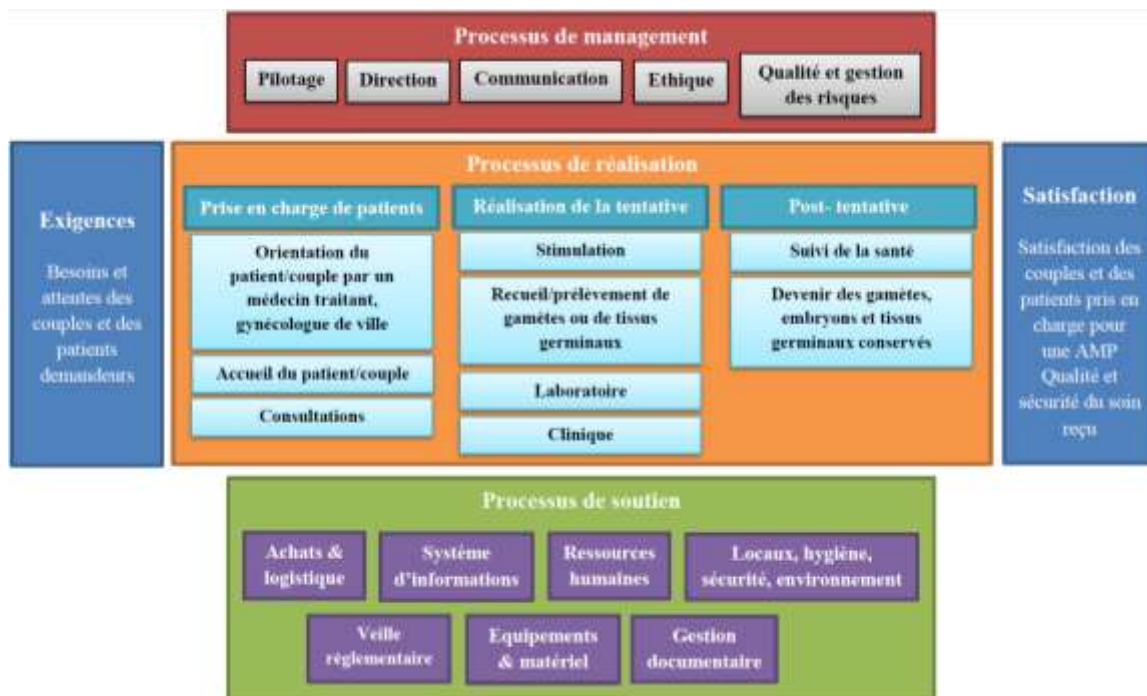 Processus de management
Pilotage
Direction
Communication
Ethique
Qualité et gestion
des risques
Exigences
Besoins et
attentes des
couples et des
patients
demandeurs
Processus de réalisation
Prise en charge de patients
Orientation du
patient/couple par un
médecin traitant,
gynécologue de ville
Accueil du patient/couple
Consultations
Réalisation de la tentative
Stimulation
Recueil/prélèvement de
gamètes ou de tissus
germinaux
Laboratoire
Clinique
Post- tentative
Suivi de la santé
Devenir des gamètes,
embryons et tissus
germinaux conservés
Satisfaction
Satisfaction des
couples et des
patients pris en
charge pour
une AMP
Qualité et
sécurité du soin
reçu
Processus de soutien
Achats &
logistique
Système
d'informations
Ressources
humaines
Locaux, hygiène,
sécurité, environnement
Veille
règlementaire
Equipements
& matériel
Gestion
documentaire